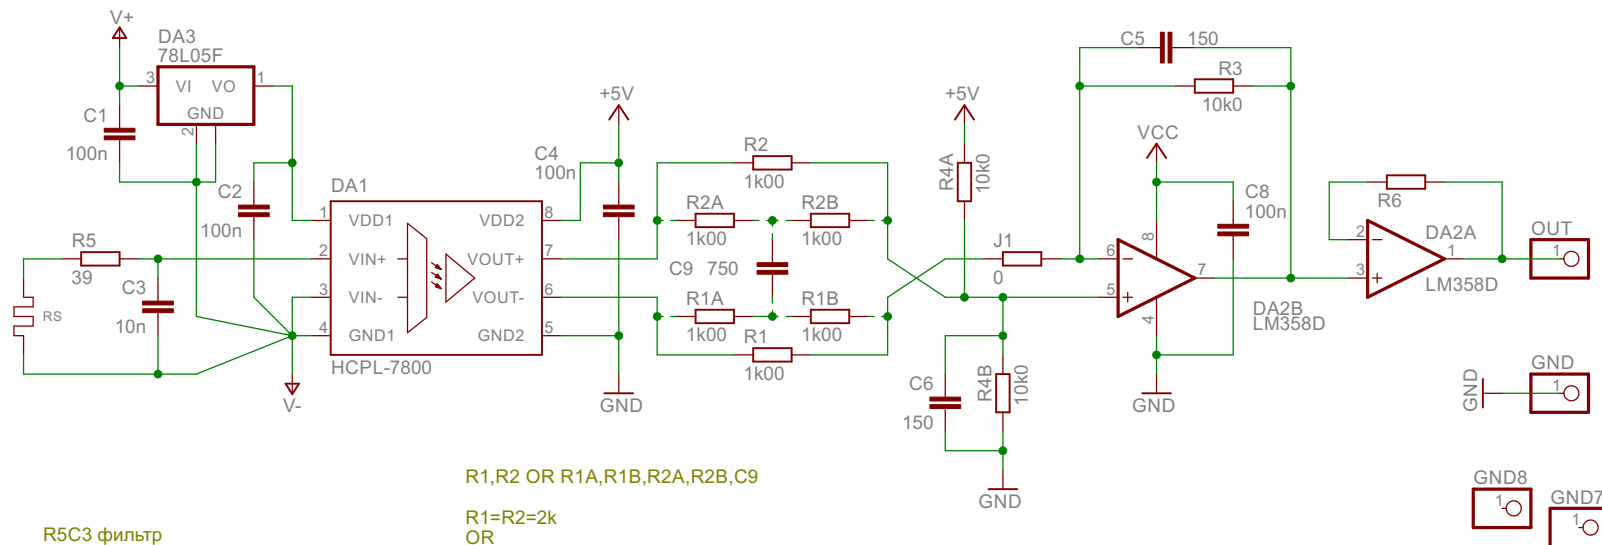 V+
DA3
78L05F
3
VI
VO
1
GND
2
C1
100n
C2
100n
R5
39
C3
10n
RS
V-
DA1
1
VDD1
VDD2
8
2
VIN+
VOUT+
7
3
VIN-
VOUT-
6
4
GND1
GND2
5
HCPL-7800
+5V
C4
100n
GND
R2
1k00
R2A
1k00
R2B
1k00
C9
750
R1A
1k00
R1B
1k00
R1
1k00
+5V
R4A
10k0
J1
0
C6
150
R4B
10k0
GND
C5
150
R3
10k0
VCC
C8
100n
8
6
5
7
4
DA2B
LM358D
GND
R6
2
3
1
DA2A
LM358D
OUT
1
GND
GND
1
GND8
1
GND7
1
R1,R2 OR R1A,R1B,R2A,R2B,C9
R1=R2=2k
OR
R5C3 фильтр